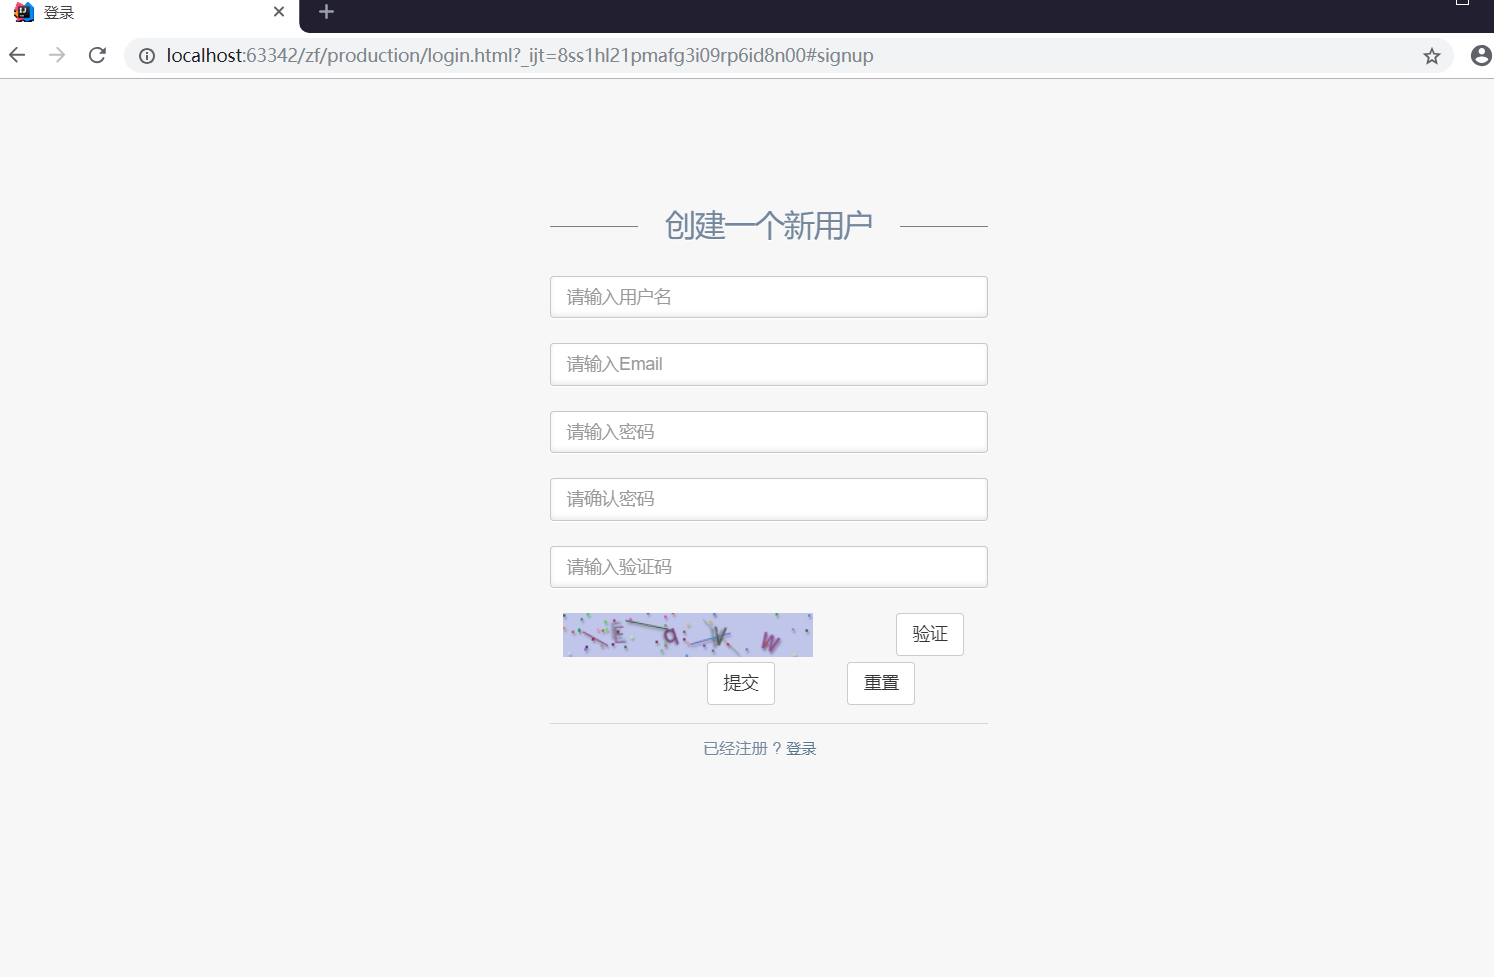 登录
localhost:63342/zf/production/login.html?_ijt=8ss1hl21pmafg3i09rp6id8n00#signup
创建一个新用户
请输入用户名
请输入Email
请输入密码
请确认密码
请输入验证码
E a V w 验证
提交 重置
已经注册 ? 登录